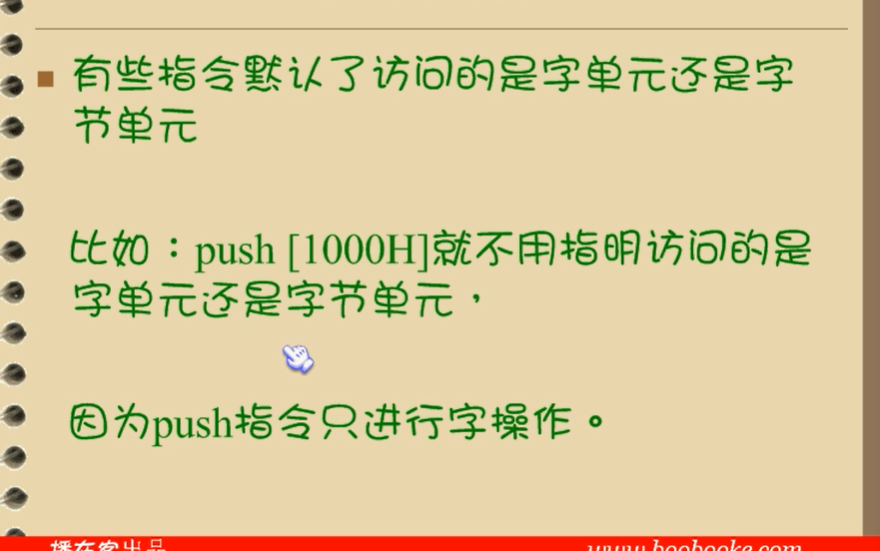 有些指令默认了访问的是字单元还是字
节单元
比如：push [1000H]就不用指明访问的是
字单元还是字节单元，
因为push指令只进行字操作。
播布客出品
www.boobooke.com